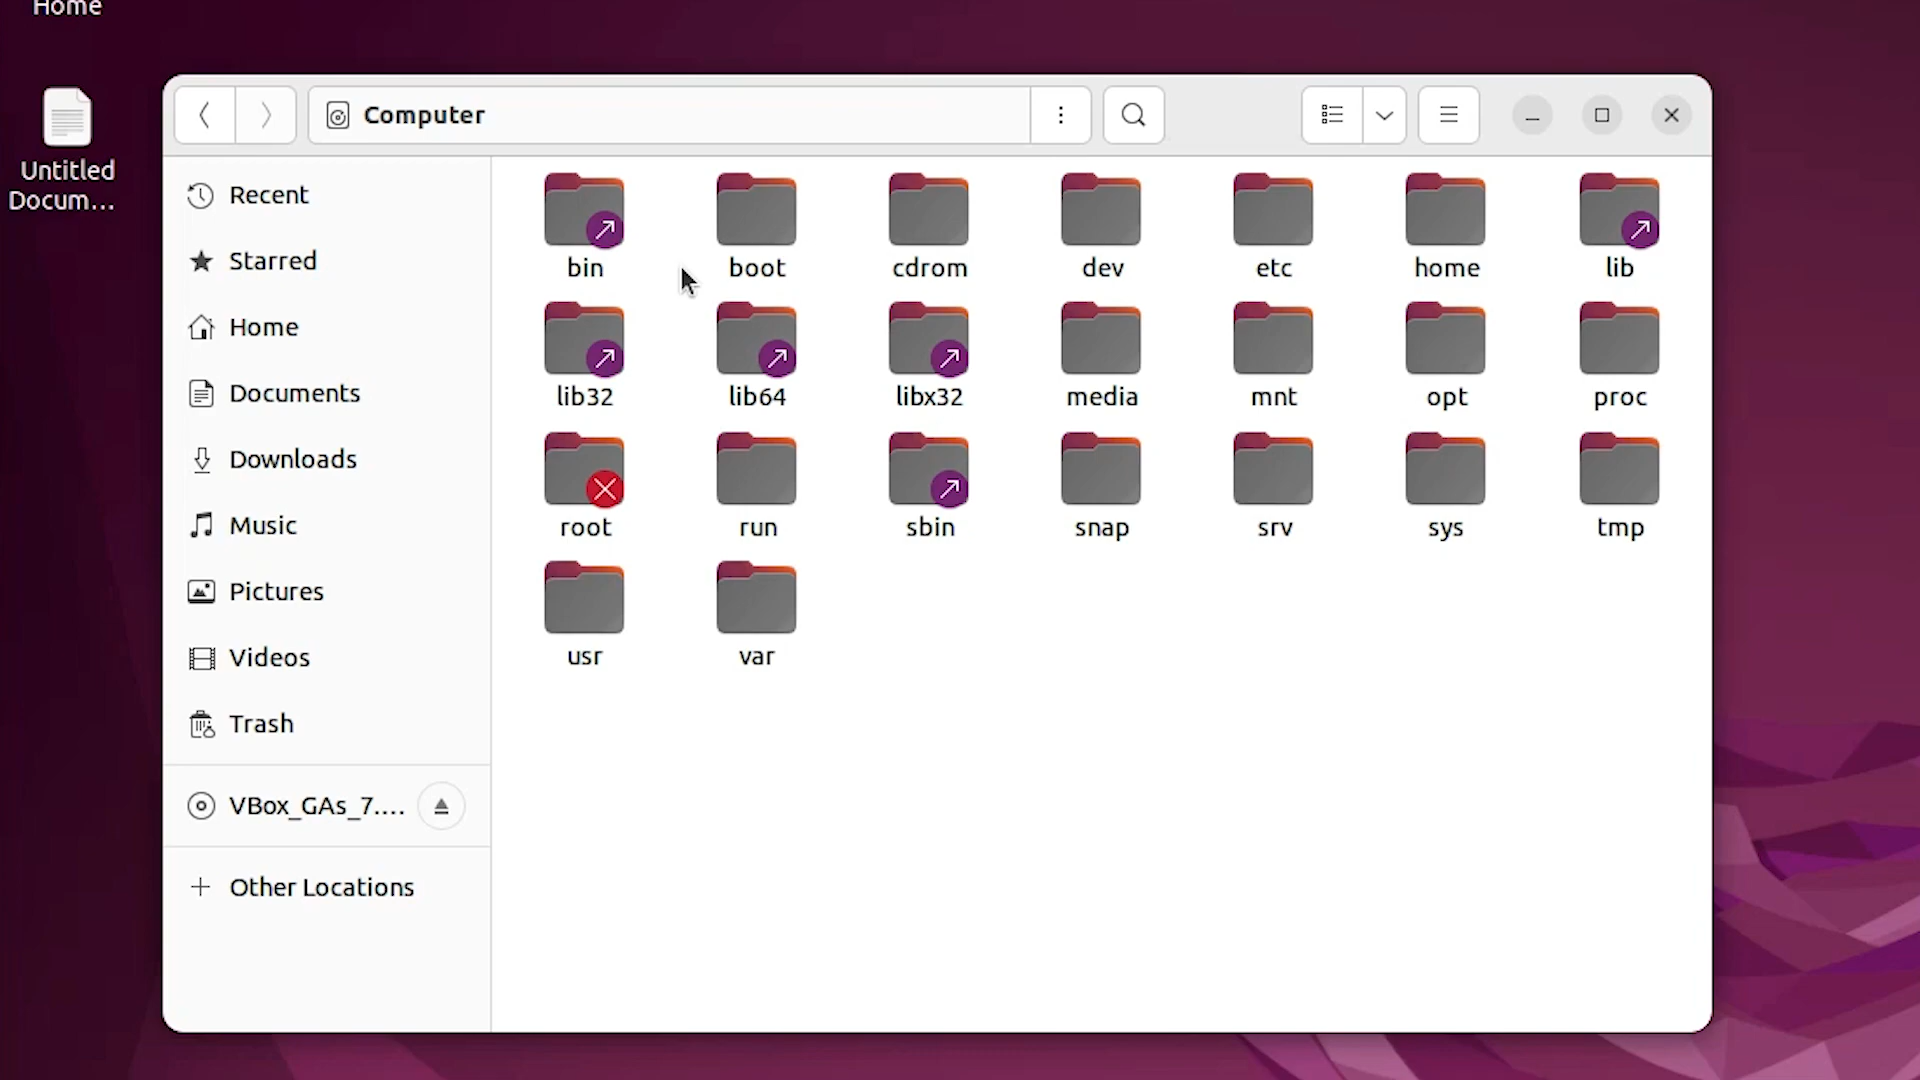 Home
Untitled
Docum...
Computer
Recent
Starred
Home
Documents
Downloads
Music
Pictures
Videos
Trash
VBox_GAs_7....
Other Locations
bin boot cdrom dev etc home lib
lib32 lib64 libx32 media mnt opt proc
root run sbin snap srv sys tmp
usr var